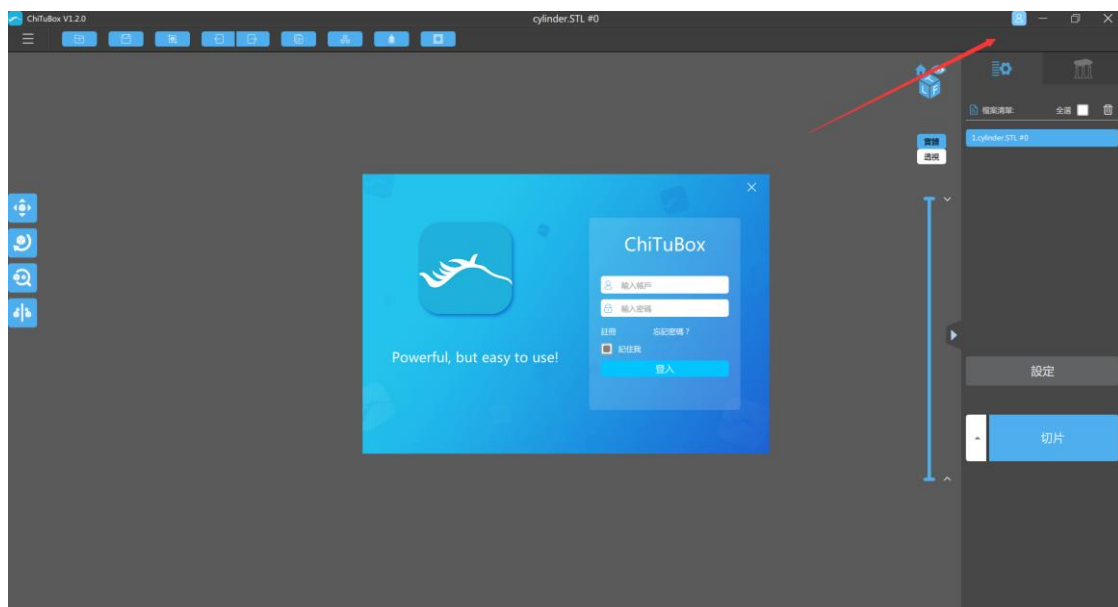 ChiTuBox V1.2.0
cylinder.STL #0
檔案清單:
全選
1.cylinder.STL #0
L F
實體
透視
ChiTuBox
輸入帳戶
輸入密碼
註冊
忘記密碼?
記住我
登入
Powerful, but easy to use!
設定
切片